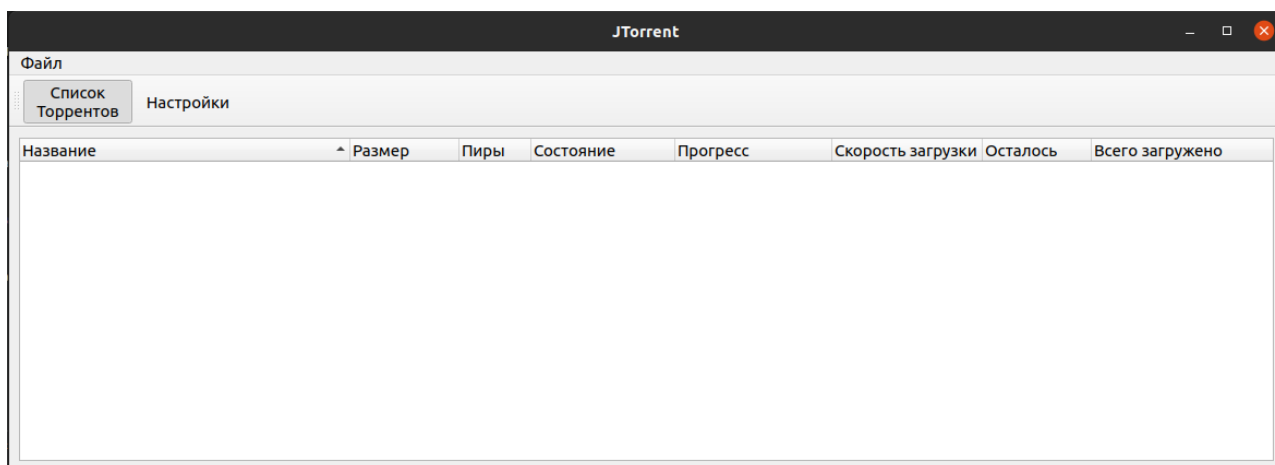 JTorrent
Файл
Список
Торрентов
Настройки
Название Размер Пиры Состояние Прогресс Скорость загрузки Осталось Всего загружено